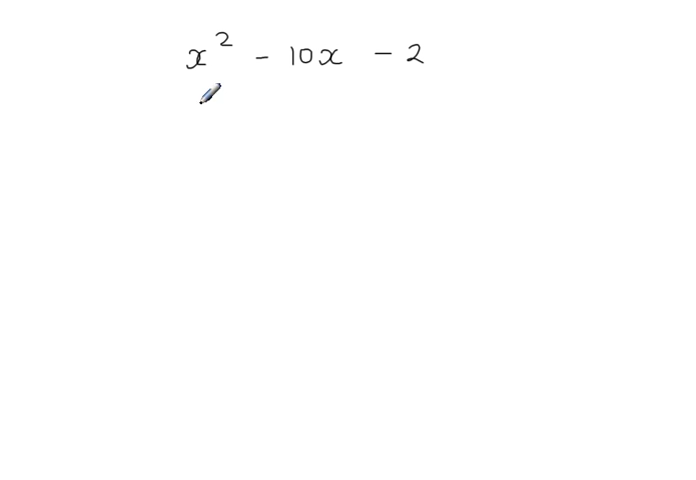 x² - 10x - 2